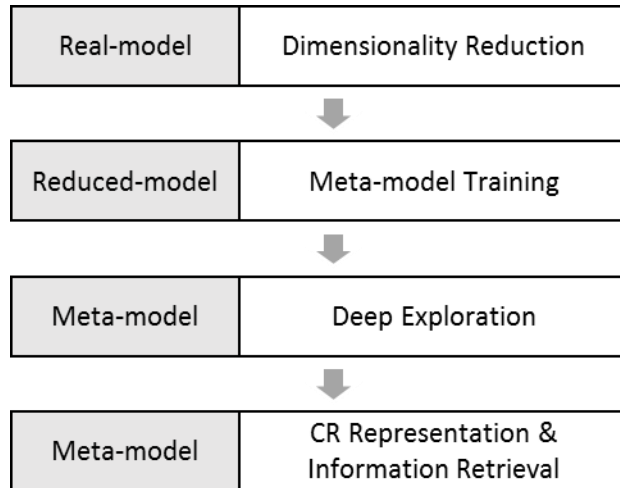 Real-model Dimensionality Reduction
Reduced-model Meta-model Training
Meta-model Deep Exploration
Meta-model CR Representation &
Information Retrieval